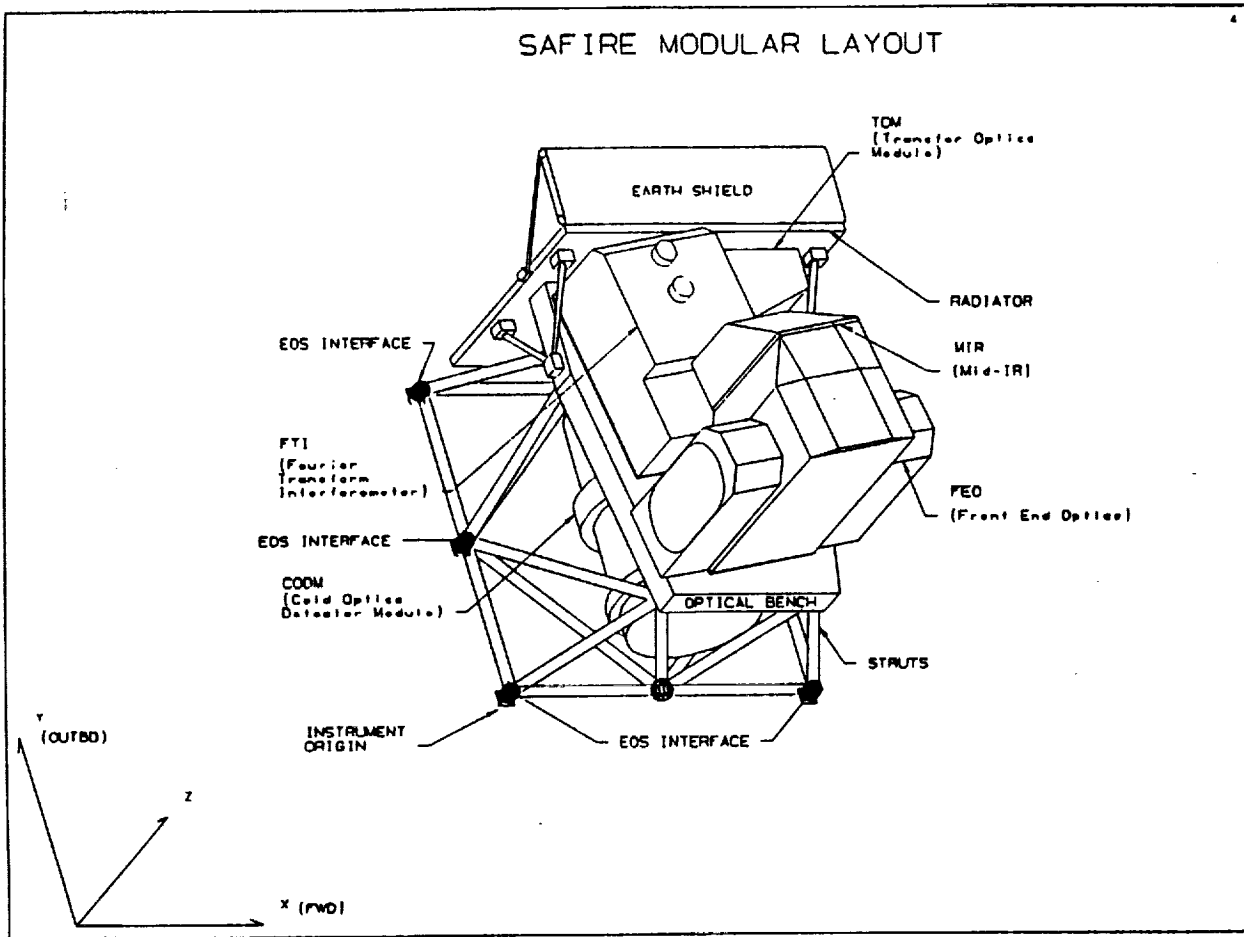 4
SAFIRE MODULAR LAYOUT
TOM
(Transfer Optics
Module)
EARTH SHIELD
RADIATOR
EOS INTERFACE
MIR
(Mid-IR)
FTI
(Fourier
Transform
Interferometer)
FEO
(Front End Optics)
EOS INTERFACE
CODM
(Cold Optics
Detector Module)
OPTICAL BENCH
STRUTS
INSTRUMENT
ORIGIN
EOS INTERFACE
Y
(OUTBD)
Z
X (FWD)